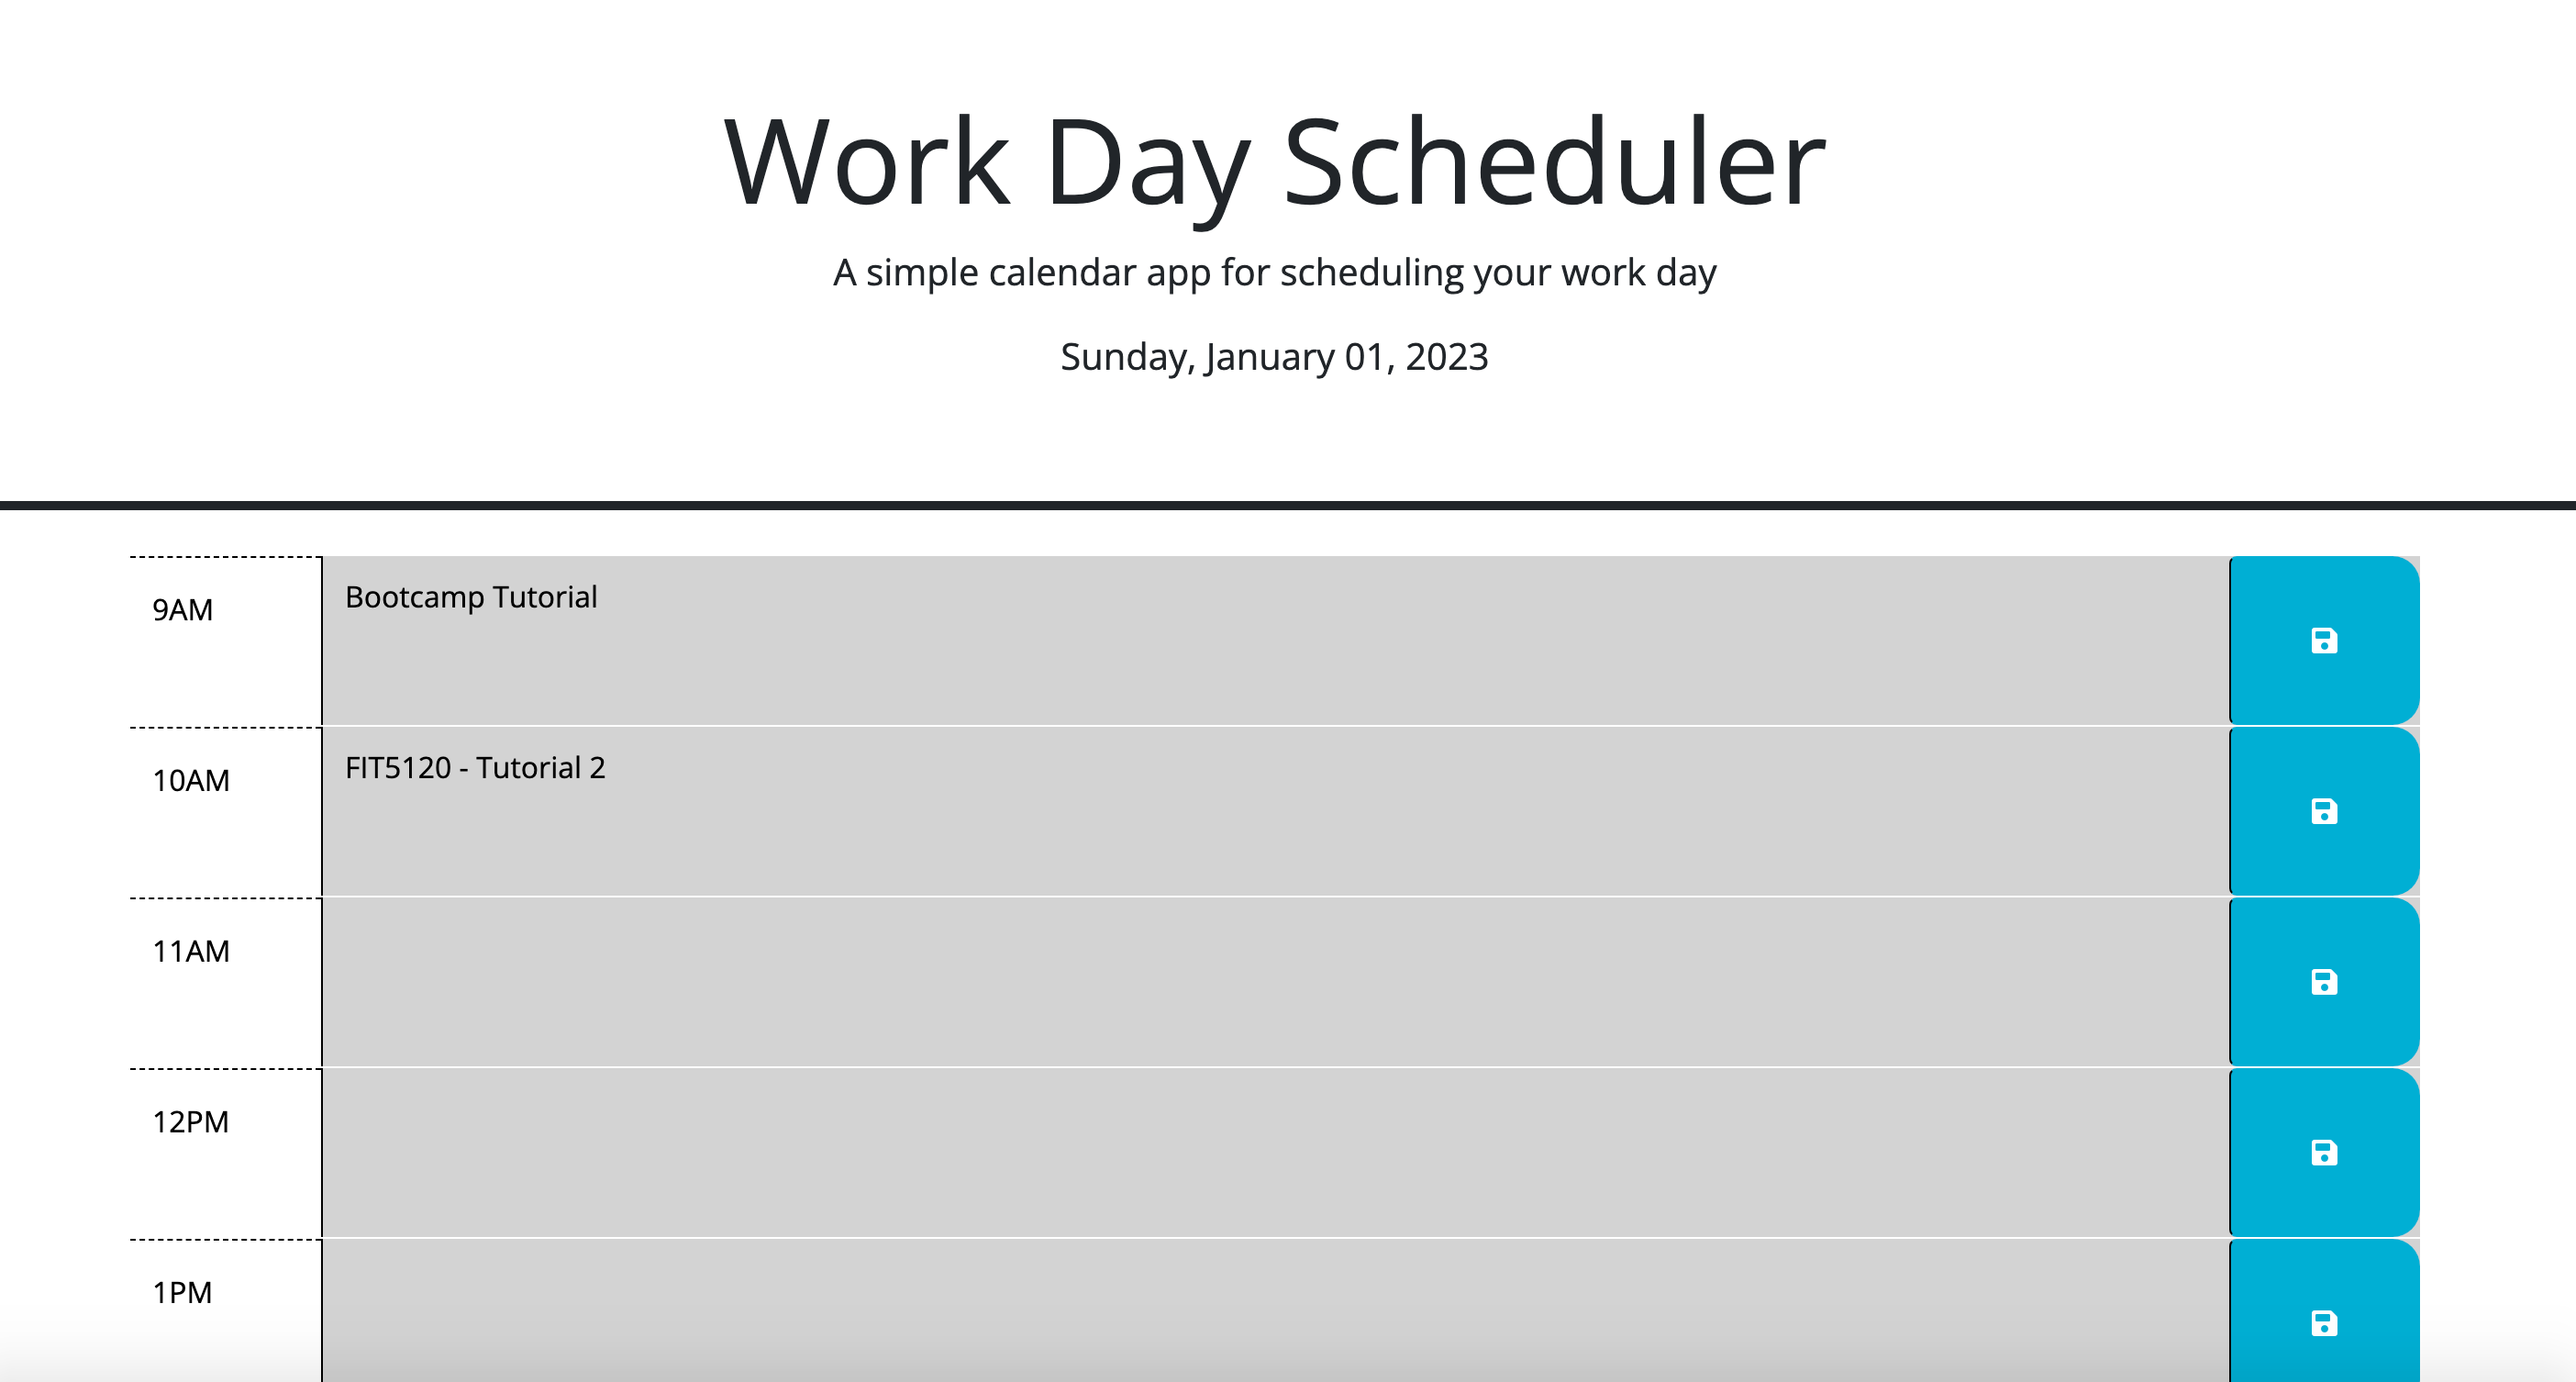 Work Day Scheduler
A simple calendar app for scheduling your work day
Sunday, January 01, 2023
9AM
Bootcamp Tutorial
10AM
FIT5120 - Tutorial 2
11AM
12PM
1PM